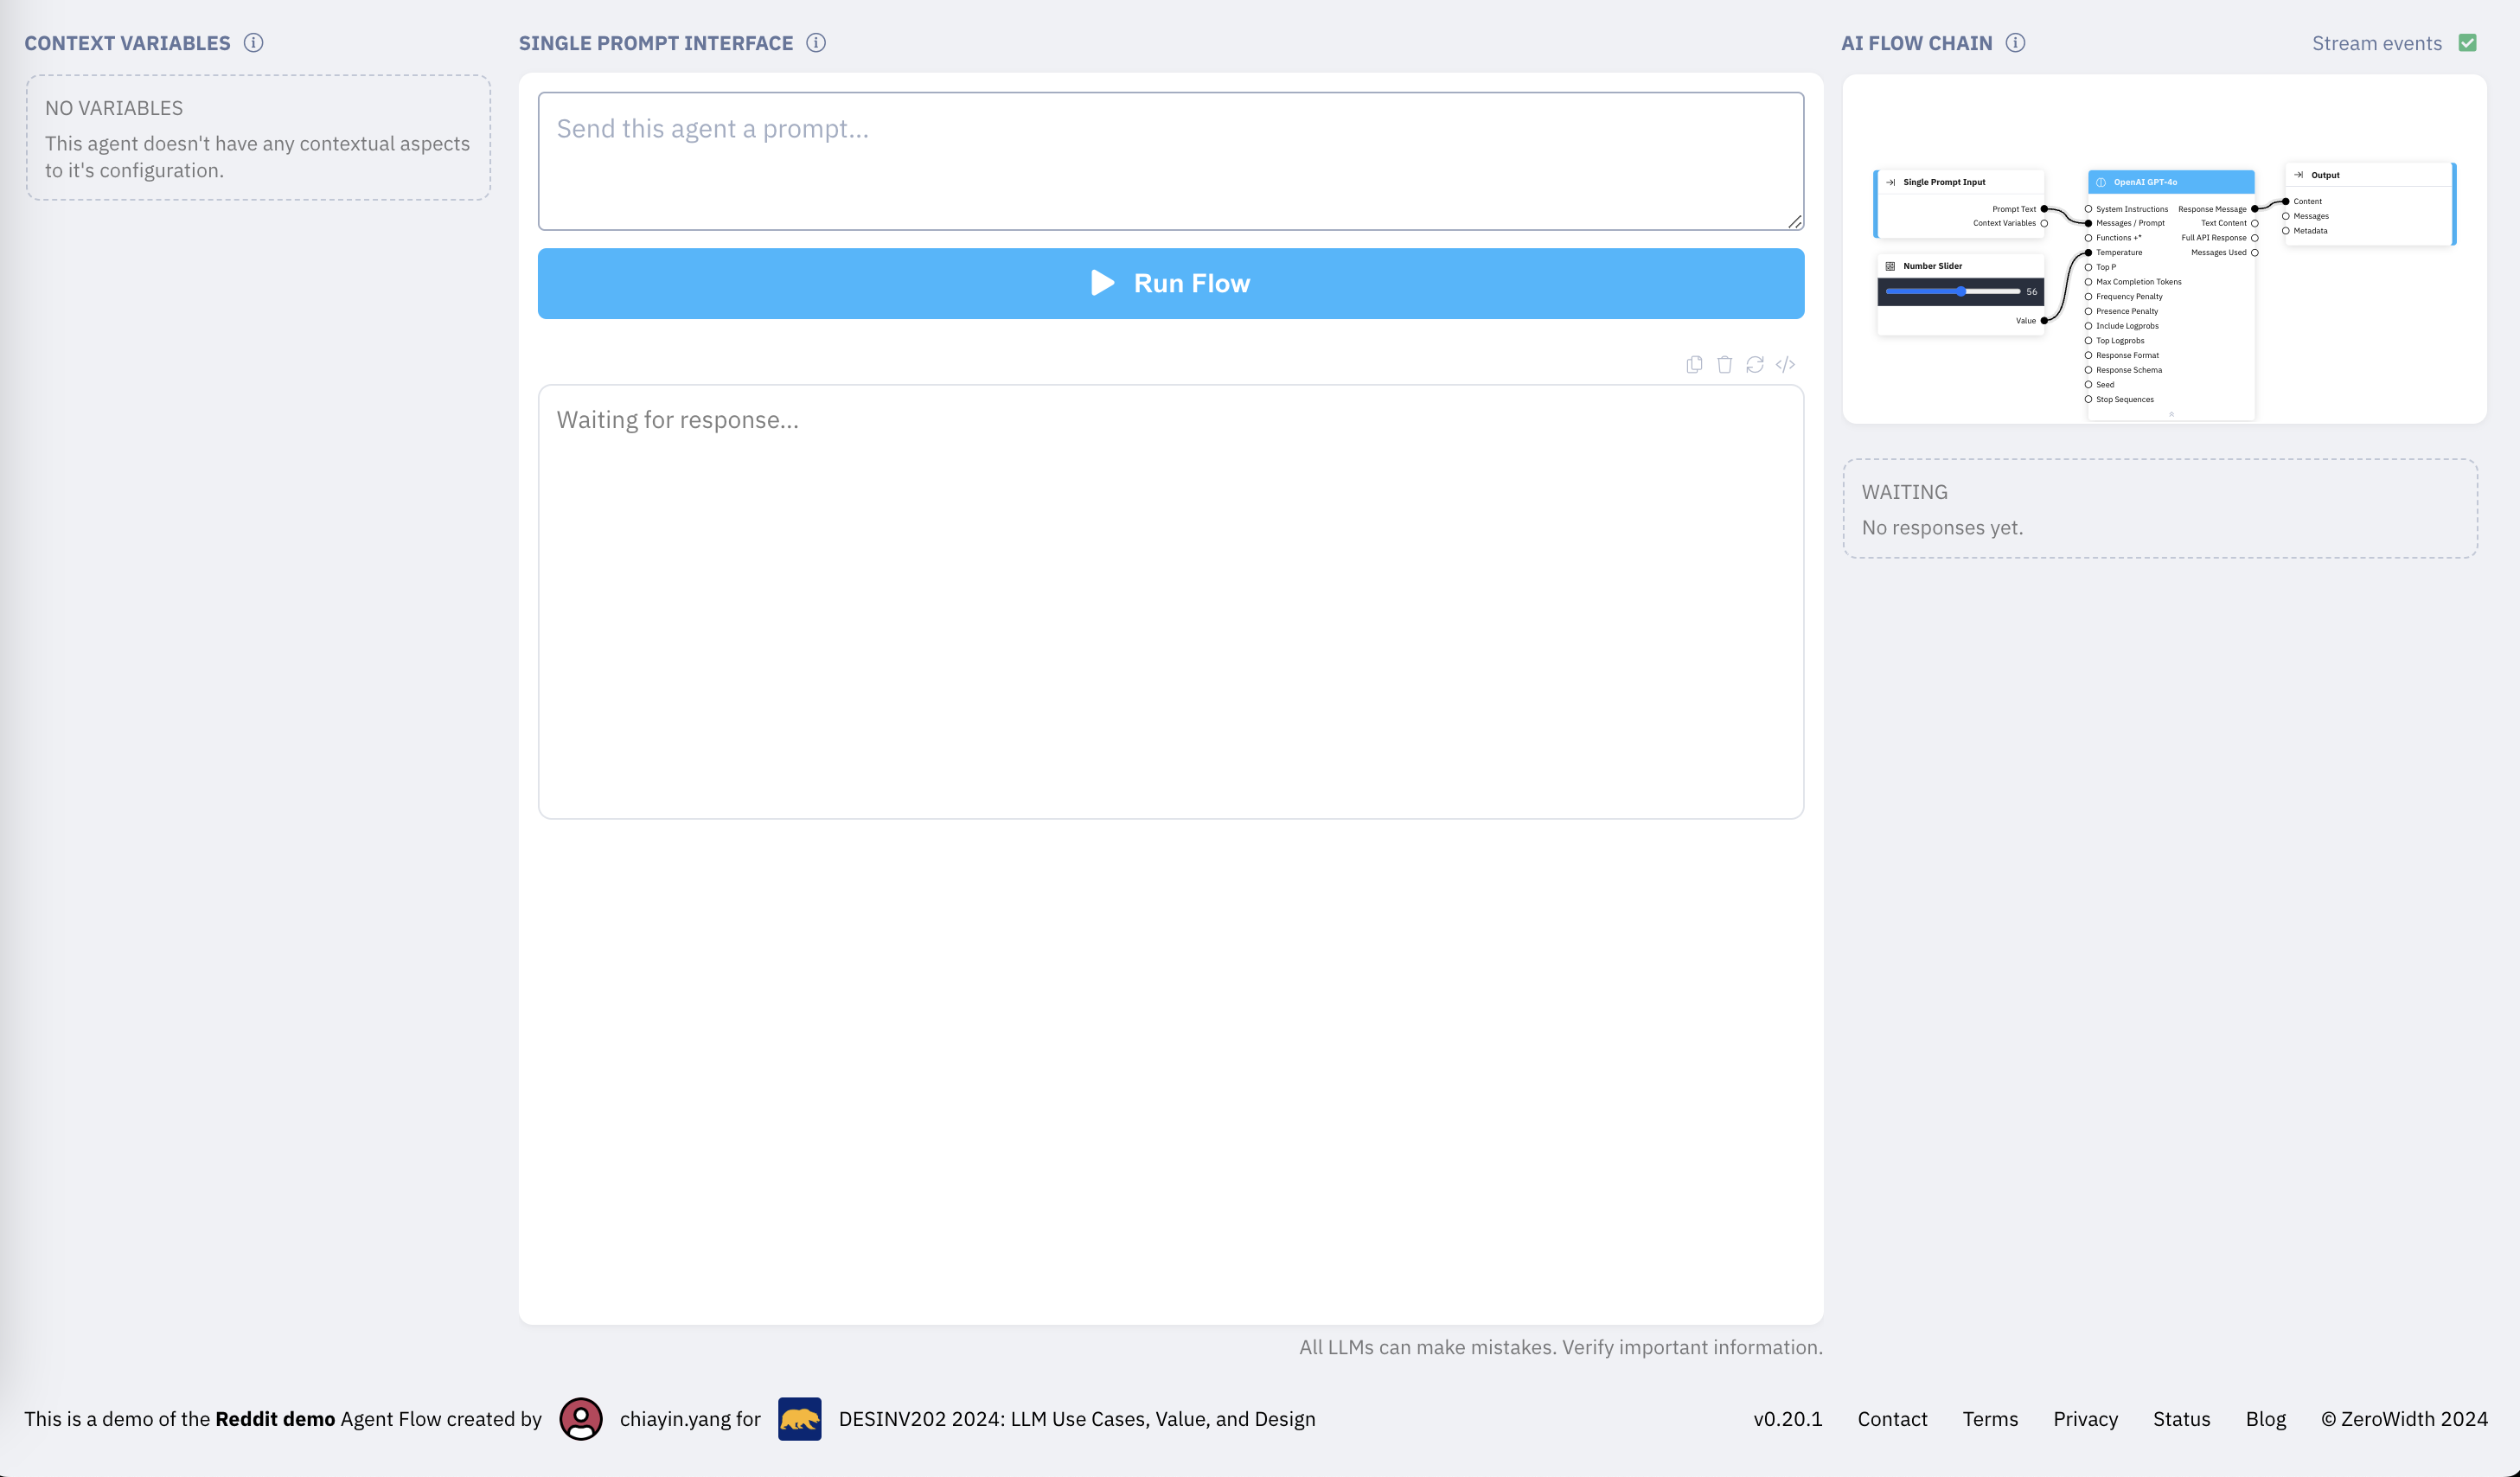 CONTEXT VARIABLES
NO VARIABLES
This agent doesn't have any contextual aspects
to it's configuration.
SINGLE PROMPT INTERFACE
Send this agent a prompt...
Run Flow
Waiting for response...
All LLMs can make mistakes. Verify important information.
AI FLOW CHAIN
Stream events
Single Prompt Input
Prompt Text
Context Variables
Number Slider
56
Value
OpenAI GPT-4o
System Instructions Response Message
Messages / Prompt Text Content
Functions +* Full API Response
Temperature Messages Used
Top P
Max Completion Tokens
Frequency Penalty
Presence Penalty
Include Logprobs
Top Logprobs
Response Format
Response Schema
Seed
Stop Sequences
Output
Content
Messages
Metadata
WAITING
No responses yet.
This is a demo of the Reddit demo Agent Flow created by chiayin.yang for DESINV202 2024: LLM Use Cases, Value, and Design
v0.20.1 Contact Terms Privacy Status Blog © ZeroWidth 2024